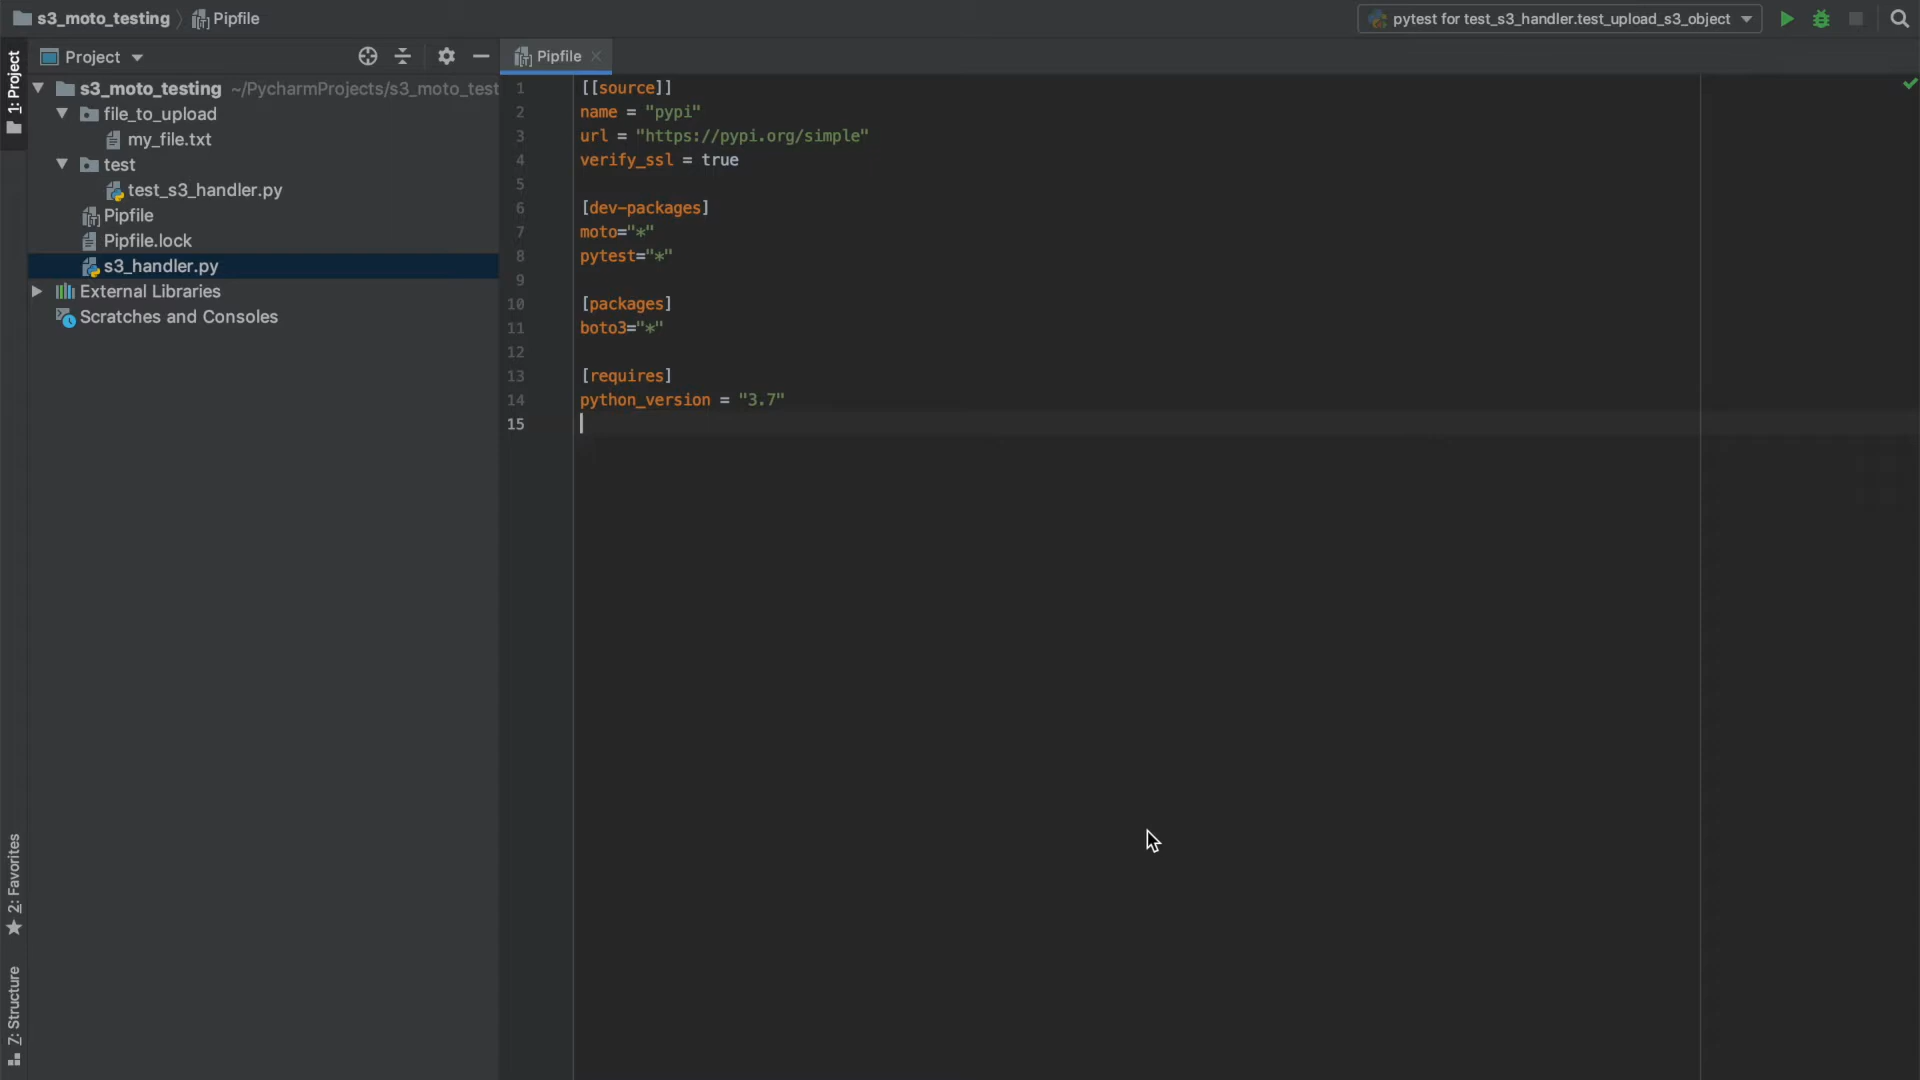 s3_moto_testing Pipfile
pytest for test_s3_handler.test_upload_s3_object
1: Project
Project
Pipfile
s3_moto_testing ~/PycharmProjects/s3_moto_test
file_to_upload
my_file.txt
test
test_s3_handler.py
Pipfile
Pipfile.lock
s3_handler.py
External Libraries
Scratches and Consoles
1 [[source]]
2 name = "pypi"
3 url = "https://pypi.org/simple"
4 verify_ssl = true
5
6 [dev-packages]
7 moto="*"
8 pytest="*"
9
10 [packages]
11 boto3="*"
12
13 [requires]
14 python_version = "3.7"
15
2: Favorites
7: Structure